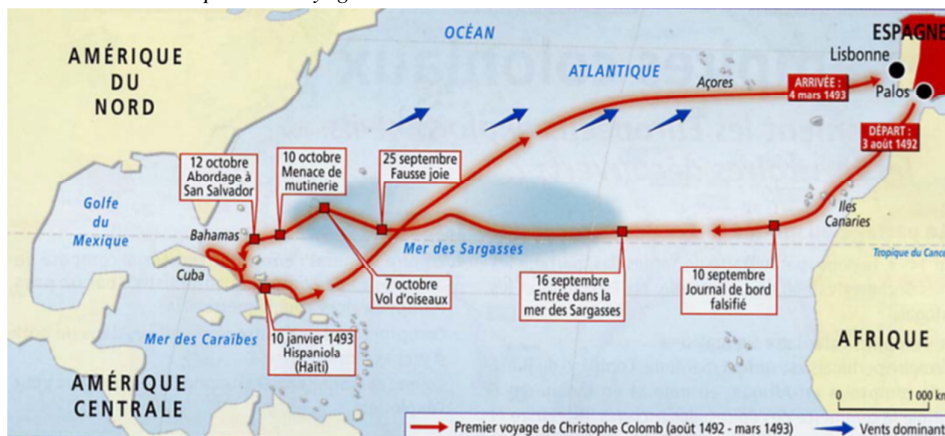 AMÉRIQUE
DU
NORD
OCÉAN
ATLANTIQUE
Açores
ARRIVÉE :
4 mars 1493
ESPAGNE
Lisbonne
Palos
DÉPART :
3 août 1492
12 octobre
Abordage à
San Salvador
10 octobre
Menace de
mutinerie
25 septembre
Fausse joie
Iles
Canaries
Golfe
du
Mexique
Bahamas
Mer des Sargasses
Tropique du Cance
Cuba
7 octobre
Vol d'oiseaux
16 septembre
Entrée dans la
mer des Sargasses
10 septembre
Journal de bord
falsifié
Mer des Caraïbes
10 janvier 1493
Hispaniola
(Haïti)
AFRIQUE
AMÉRIQUE
CENTRALE
0 1 000 km
Premier voyage de Christophe Colomb (août 1492 - mars 1493)
Vents dominant